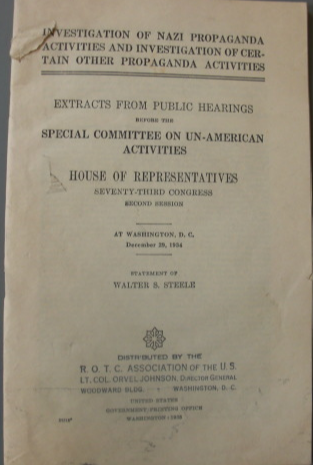 INVESTIGATION OF NAZI PROPAGANDA
ACTIVITIES AND INVESTIGATION OF CER-
TAIN OTHER PROPAGANDA ACTIVITIES
EXTRACTS FROM PUBLIC HEARINGS
BEFORE THE
SPECIAL COMMITTEE ON UN-AMERICAN
ACTIVITIES
HOUSE OF REPRESENTATIVES
SEVENTY-THIRD CONGRESS
SECOND SESSION
AT WASHINGTON, D. C.
December 29, 1934
STATEMENT OF
WALTER S. STEELE
DISTRIBUTED BY THE
R. O. T. C. ASSOCIATION OF THE U.S.
LT. COL. ORVEL JOHNSON, DIRECTOR GENERAL
WOODWARD BLDG. WASHINGTON, D. C.
UNITED STATES
GOVERNMENT PRINTING OFFICE
WASHINGTON :